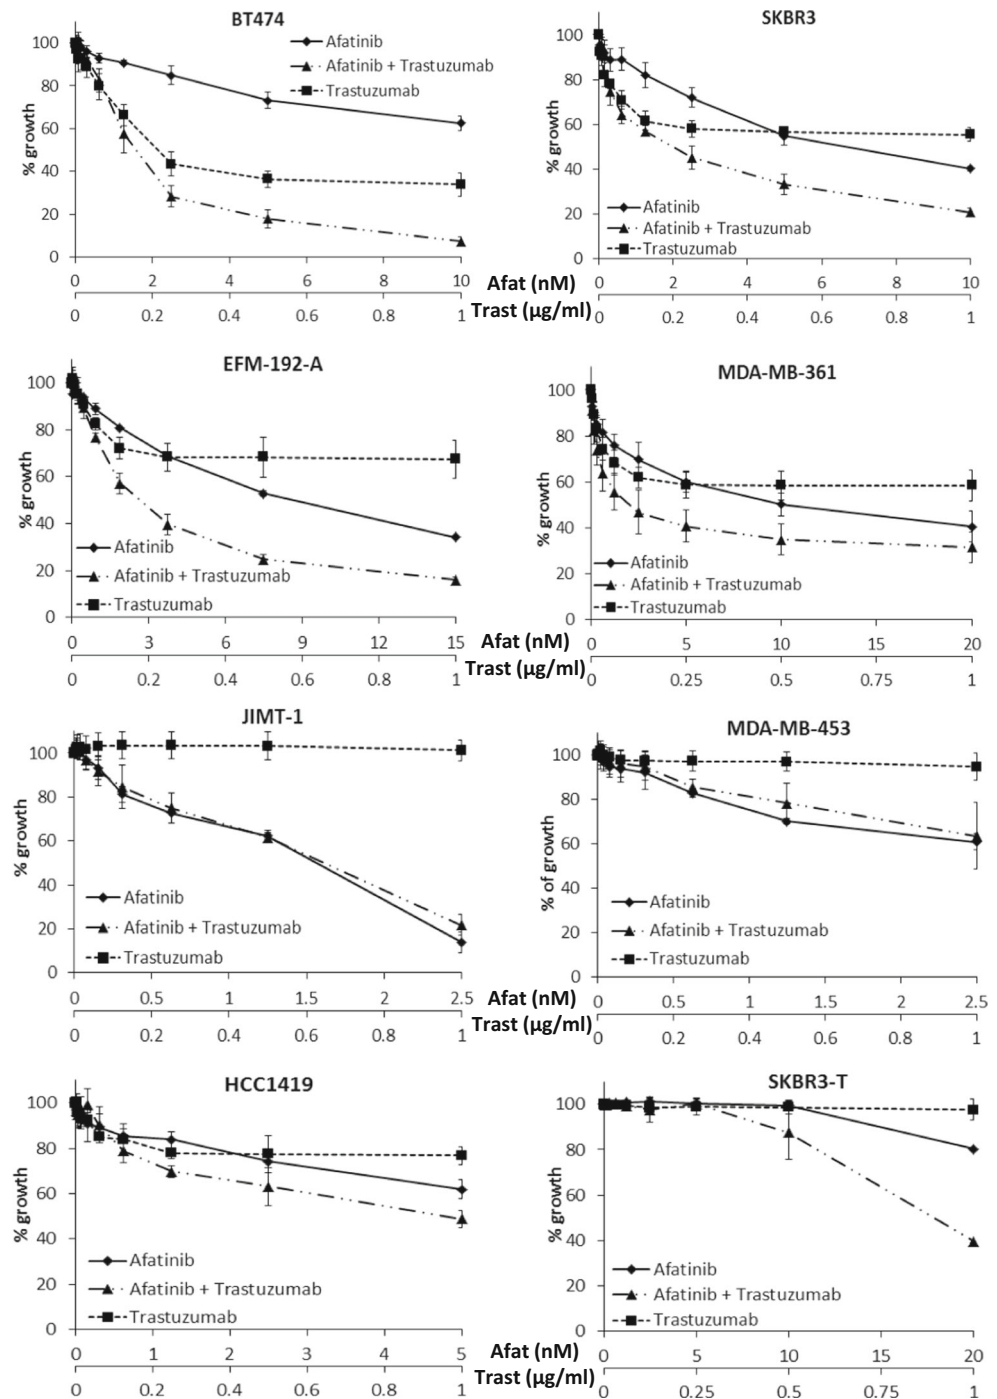 BT474
Afatinib
Afatinib + Trastuzumab
Trastuzumab
% growth
100
80
60
40
20
0
0 2 4 6 8 10
Afat (nM)
0 0.2 0.4 0.6 0.8 1
Trast (µg/ml)
SKBR3
% growth
100
80
60
40
20
0
Afatinib
Afatinib + Trastuzumab
Trastuzumab
0 2 4 6 8 10
0 0.2 0.4 0.6 0.8 1
EFM-192-A
% growth
100
80
60
40
20
0
Afatinib
Afatinib + Trastuzumab
Trastuzumab
0 3 6 9 12 15
Afat (nM)
0 0.2 0.4 0.6 0.8 1
Trast (µg/ml)
MDA-MB-361
% growth
100
80
60
40
20
0
Afatinib
Afatinib + Trastuzumab
Trastuzumab
0 5 10 15 20
0 0.25 0.5 0.75 1
JIMT-1
% growth
100
80
60
40
20
0
Afatinib
Afatinib + Trastuzumab
Trastuzumab
0 0.5 1 1.5 2 2.5
Afat (nM)
0 0.2 0.4 0.6 0.8 1
Trast (µg/ml)
MDA-MB-453
% of growth
100
80
60
40
20
0
Afatinib
Afatinib + Trastuzumab
Trastuzumab
0 0.5 1 1.5 2 2.5
0 0.2 0.4 0.6 0.8 1
HCC1419
% growth
100
80
60
40
20
0
Afatinib
Afatinib + Trastuzumab
Trastuzumab
0 1 2 3 4 5
Afat (nM)
0 0.2 0.4 0.6 0.8 1
Trast (µg/ml)
SKBR3-T
% growth
100
80
60
40
20
0
Afatinib
Afatinib + Trastuzumab
Trastuzumab
0 5 10 15 20
0 0.25 0.5 0.75 1